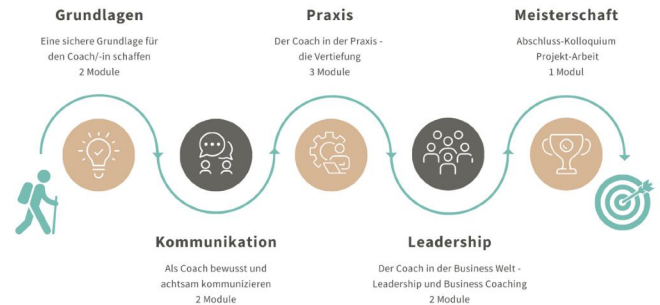 Grundlagen
Eine sichere Grundlage für
den Coach/-in schaffen
2 Module
Kommunikation
Als Coach bewusst und
achtsam kommunizieren
2 Module
Praxis
Der Coach in der Praxis -
die Vertiefung
3 Module
Leadership
Der Coach in der Business Welt -
Leadership und Business Coaching
2 Module
Meisterschaft
Abschluss-Kolloquium
Projekt-Arbeit
1 Modul